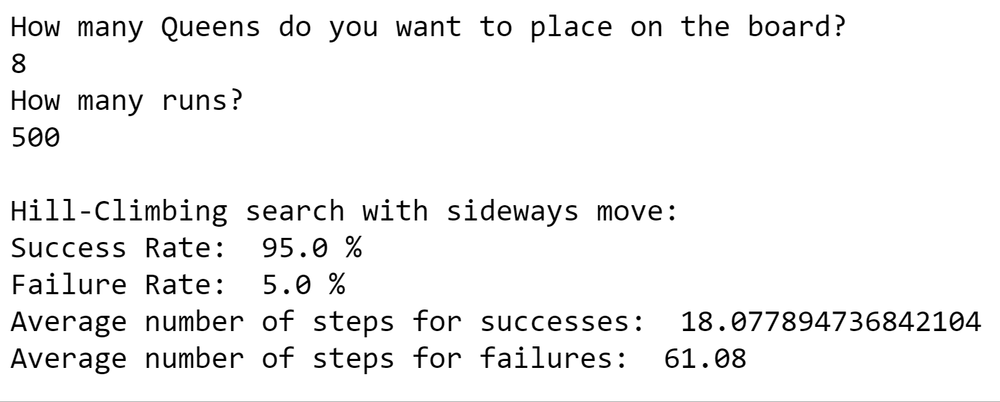 How many Queens do you want to place on the board?
8
How many runs?
500
Hill-Climbing search with sideways move:
Success Rate:  95.0 %
Failure Rate:  5.0 %
Average number of steps for successes:  18.077894736842104
Average number of steps for failures:  61.08